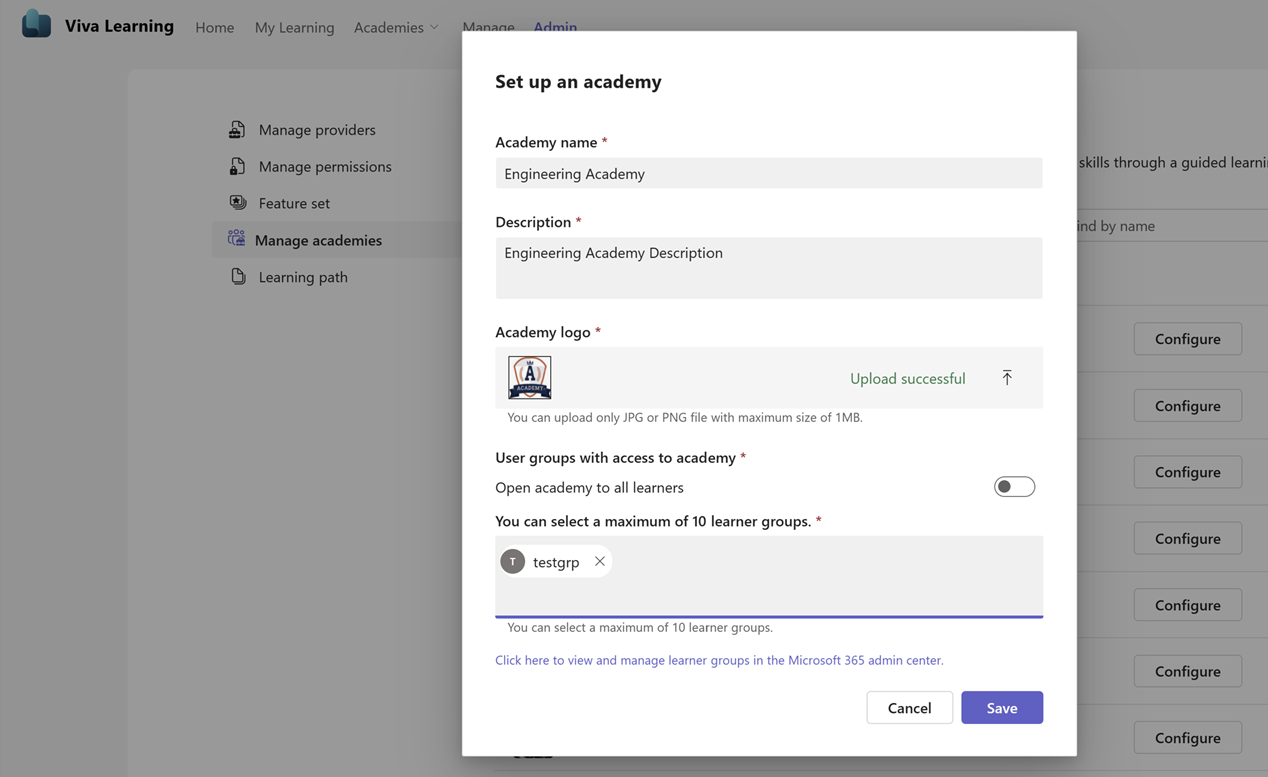 Viva Learning Home My Learning Academies Manage Admin
Manage providers
Manage permissions
Feature set
Manage academies
Learning path
Set up an academy
Academy name *
Engineering Academy
Description *
Engineering Academy Description
Academy logo *
A
ACADEMY
Upload successful
You can upload only JPG or PNG file with maximum size of 1MB.
User groups with access to academy *
Open academy to all learners
You can select a maximum of 10 learner groups. *
T testgrp
You can select a maximum of 10 learner groups.
Click here to view and manage learner groups in the Microsoft 365 admin center.
Cancel Save
skills through a guided learni
ind by name
Configure
Configure
Configure
Configure
Configure
Configure
Configure